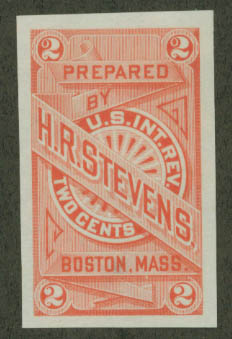 2 2
PREPARED
BY
U.S. INT. REV.
H.R. STEVENS,
TWO CENTS
BOSTON, MASS.
2 2